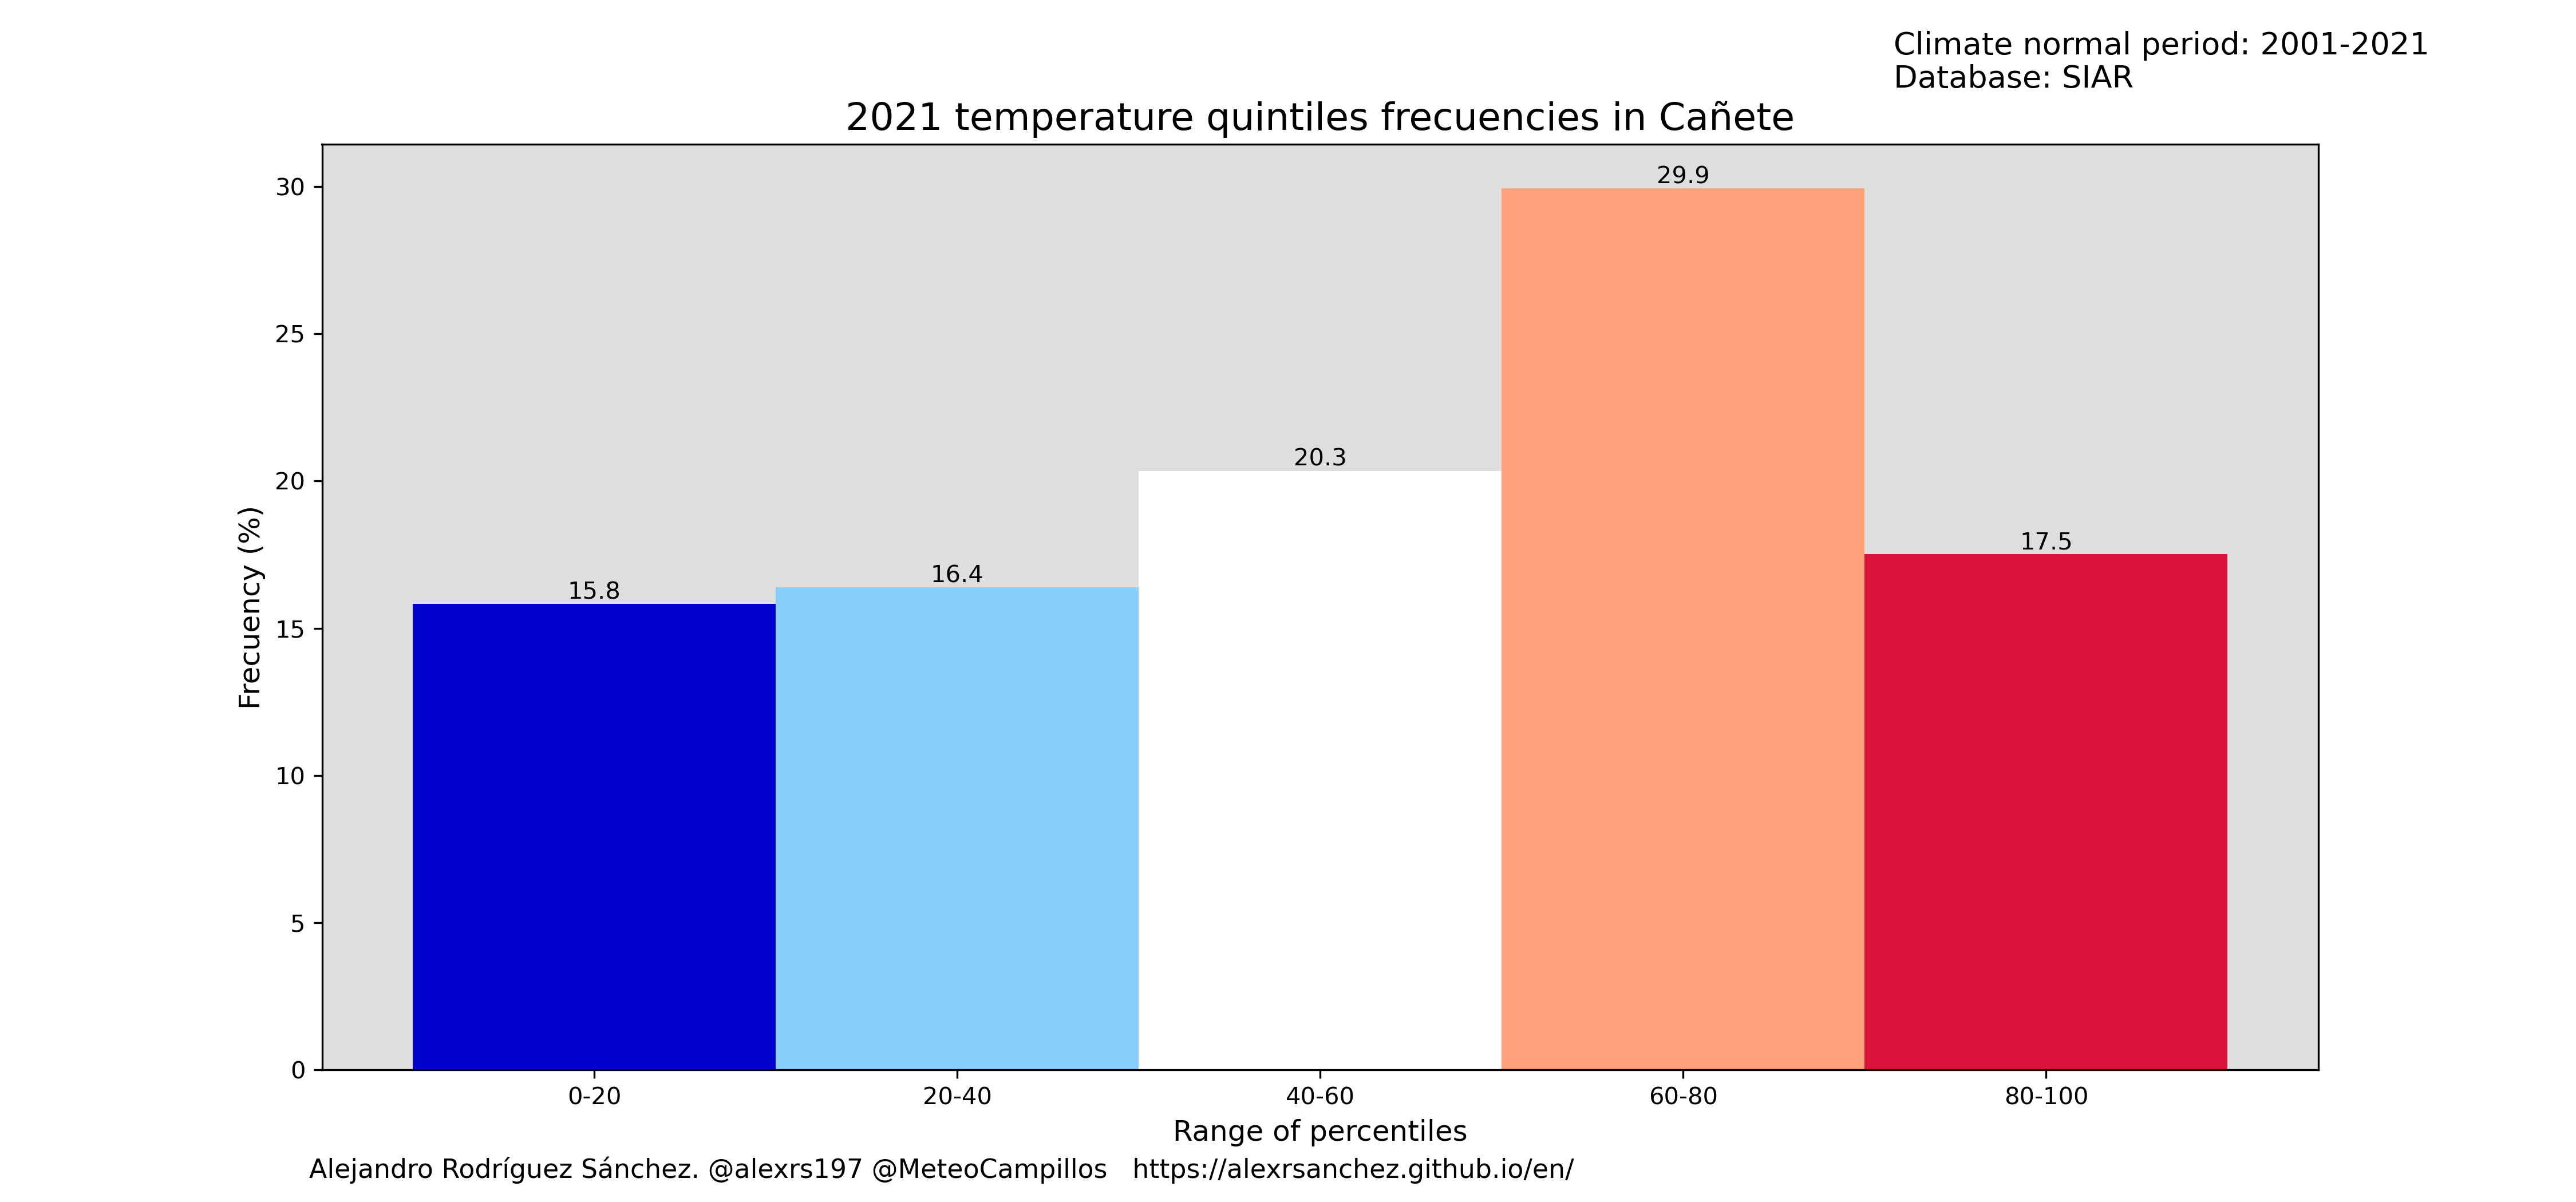 Climate normal period: 2001-2021
Database: SIAR
2021 temperature quintiles frecuencies in Cañete
30
25
20
15
10
5
0
Frecuency (%)
15.8
16.4
20.3
29.9
17.5
0-20
20-40
40-60
60-80
80-100
Range of percentiles
Alejandro Rodríguez Sánchez. @alexrs197 @MeteoCampillos https://alexrsanchez.github.io/en/